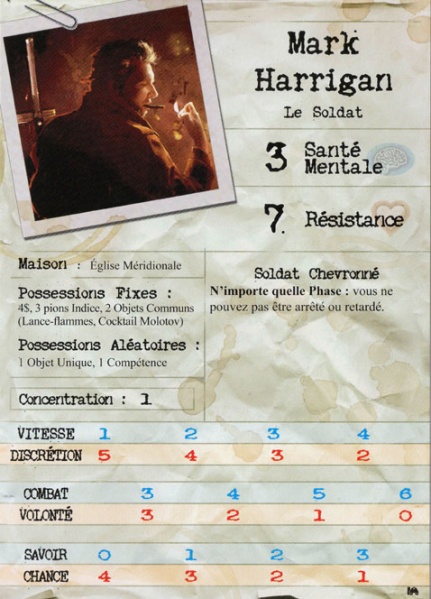 Mark
Harrigan
Le Soldat
3 Santé
Mentale
7. Résistance
Maison : Église Méridionale
Possessions Fixes :
4$, 3 pions Indice, 2 Objets Communs
(Lance-flammes, Cocktail Molotov)
Possessions Aléatoires :
1 Objet Unique, 1 Compétence
Concentration : 1
Soldat Chevronné
N'importe quelle Phase : vous ne
pouvez pas être arrêté ou retardé.
VITESSE 1 2 3 4
DISCRÉTION 5 4 3 2
COMBAT 3 4 5 6
VOLONTÉ 3 2 1 0
SAVOIR 0 1 2 3
CHANCE 4 3 2 1